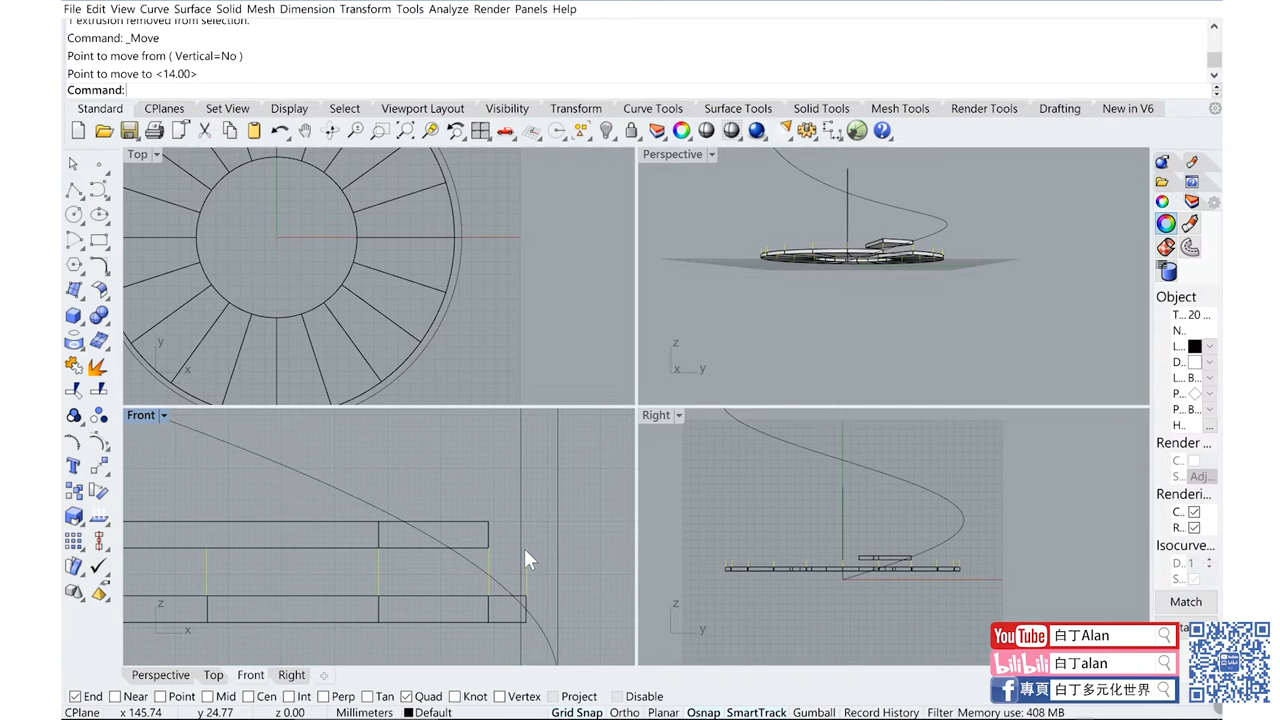 File Edit View Curve Surface Solid Mesh Dimension Transform Tools Analyze Render Panels Help
1 extrusion removed from selection.
Command: _Move
Point to move from ( Vertical=No )
Point to move to <14.00>
Command:
Standard CPlanes Set View Display Select Viewport Layout Visibility Transform Curve Tools Surface Tools Solid Tools Mesh Tools Render Tools Drafting New in V6
Top
Perspective
y
x
z
x y
Object
T... 20 ...
N..
L...
D..
L... B...
P..
P... B...
H.. ...
Render ...
C..
S... Adj...
Renderi...
C..
R..
Isocurve...
D.. 1
S..
Match
Front
Right
z
x
z
y
YouTube 白丁Alan
bilibili 白丁alan
f 專頁 白丁多元化世界
Perspective Top Front Right
End Near Point Mid Cen Int Perp Tan Quad Knot Vertex Project Disable
CPlane x 145.74 y 24.77 z 0.00 Millimeters Default Grid Snap Ortho Planar Osnap SmartTrack Gumball Record History Filter Memory use: 408 MB